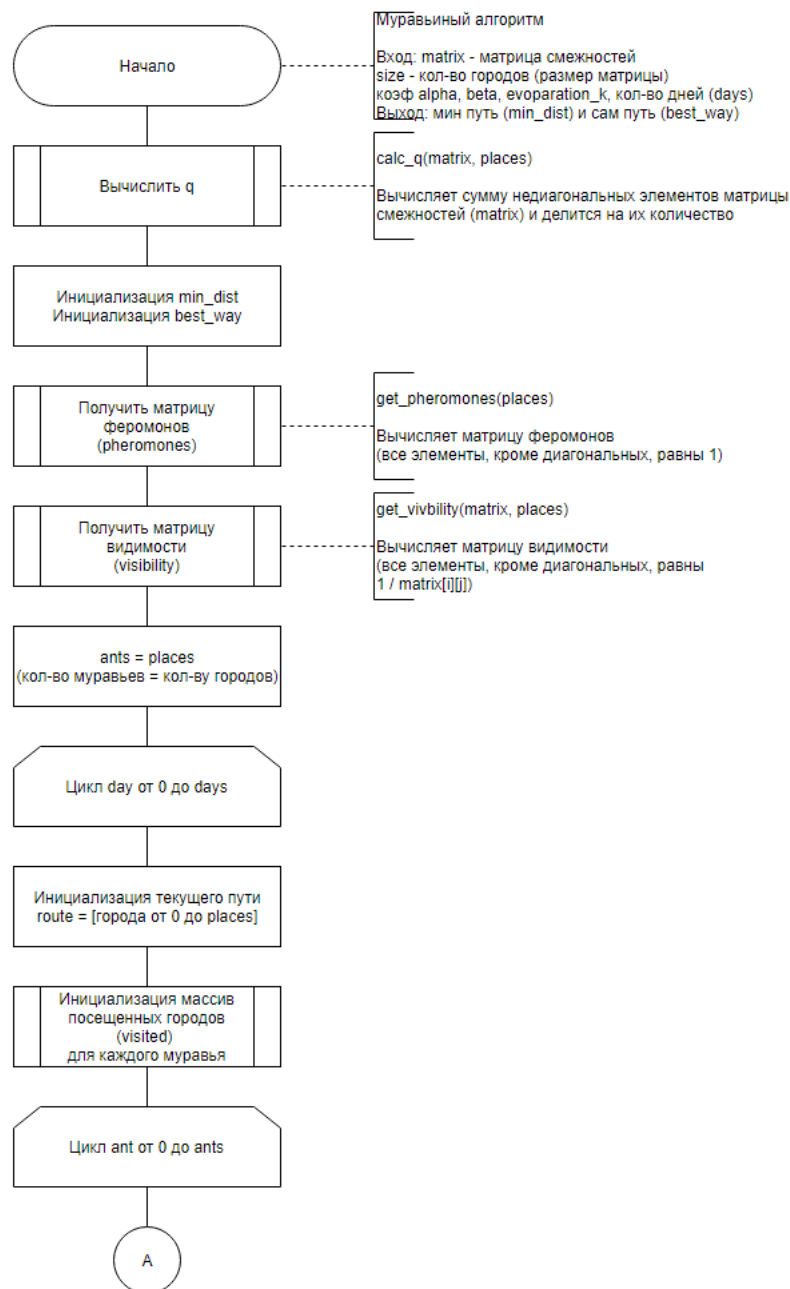 Начало
Муравьиный алгоритм
Вход: matrix - матрица смежностей
size - кол-во городов (размер матрицы)
коэф alpha, beta, evoparation_k, кол-во дней (days)
Выход: мин путь (min_dist) и сам путь (best_way)
Вычислить q
calc_q(matrix, places)
Вычисляет сумму недиагональных элементов матрицы
смежностей (matrix) и делится на их количество
Инициализация min_dist
Инициализация best_way
Получить матрицу
феромонов
(pheromones)
get_pheromones(places)
Вычисляет матрицу феромонов
(все элементы, кроме диагональных, равны 1)
Получить матрицу
видимости
(visibility)
get_vivbility(matrix, places)
Вычисляет матрицу видимости
(все элементы, кроме диагональных, равны
1 / matrix[i][j])
ants = places
(кол-во муравьев = кол-ву городов)
Цикл day от 0 до days
Инициализация текущего пути
route = [города от 0 до places]
Инициализация массив
посещенных городов
(visited)
для каждого муравья
Цикл ant от 0 до ants
A